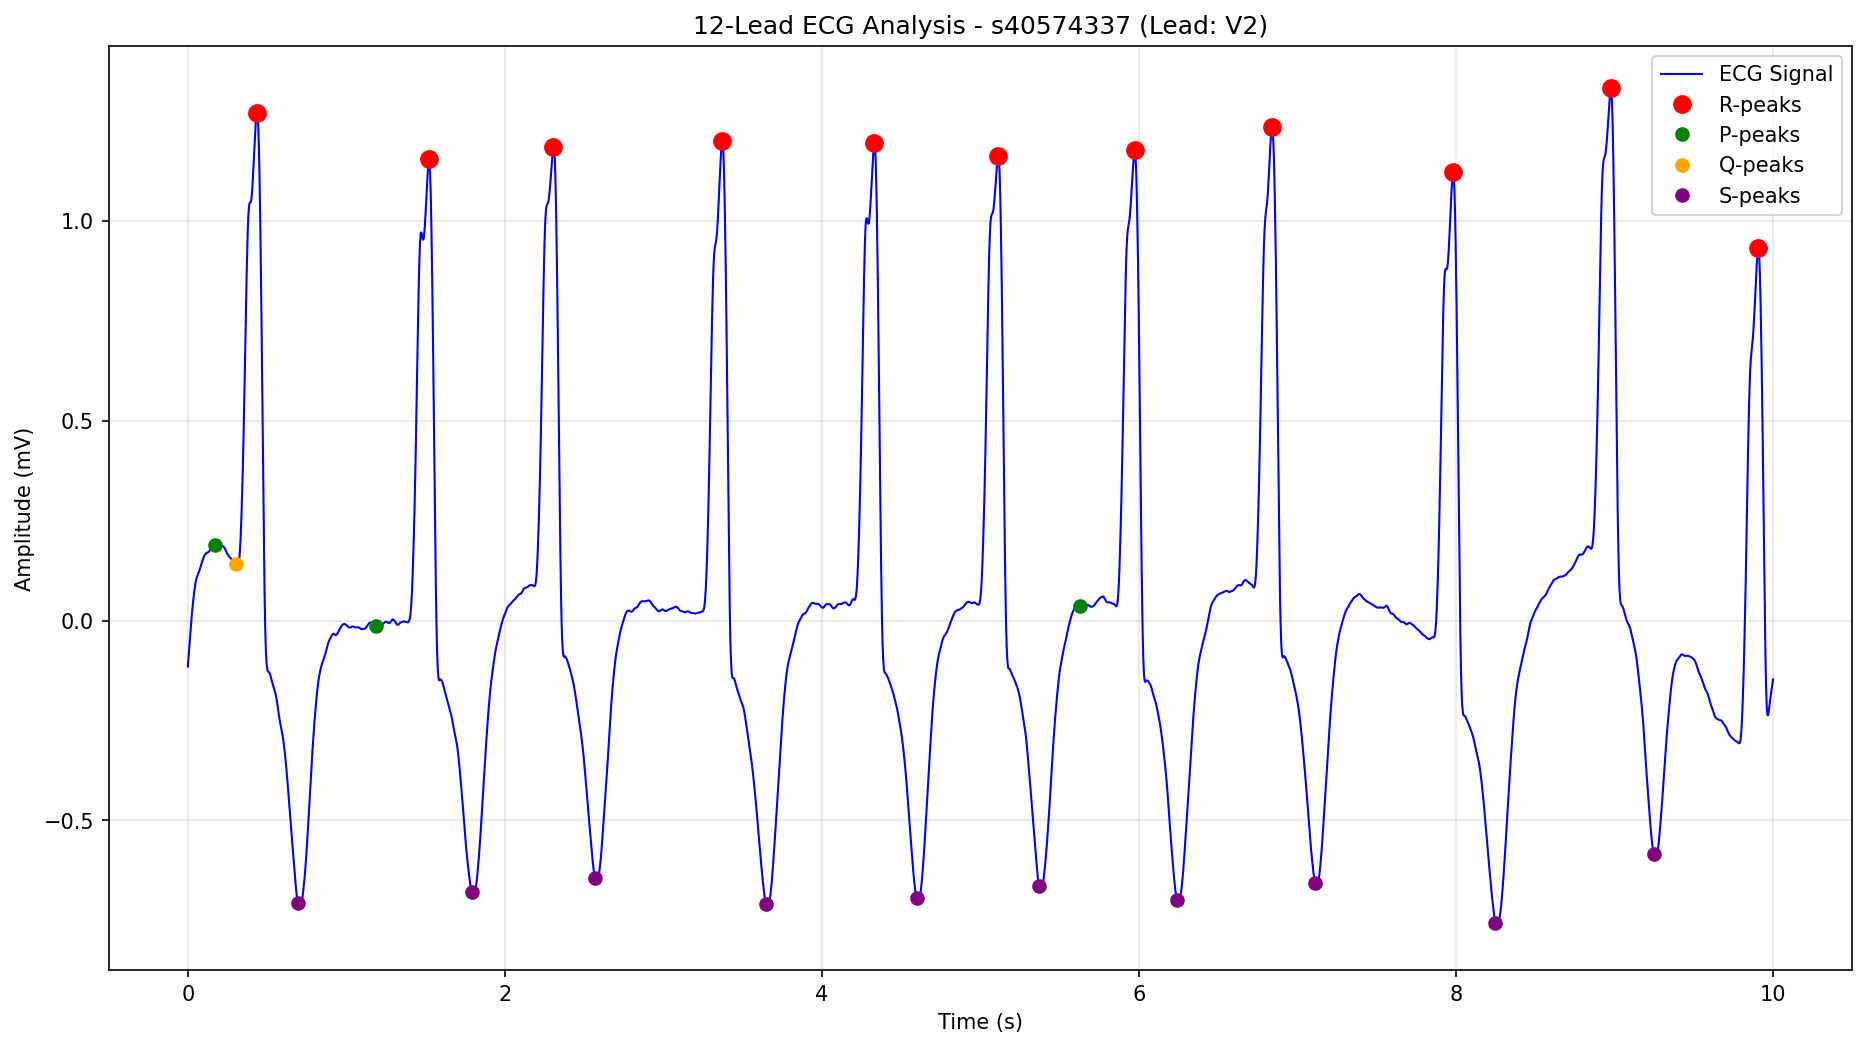 12-Lead ECG Analysis - s40574337 (Lead: V2)
ECG Signal
R-peaks
P-peaks
Q-peaks
S-peaks
Amplitude (mV)
1.0
0.5
0.0
−0.5
0
2
4
6
8
10
Time (s)